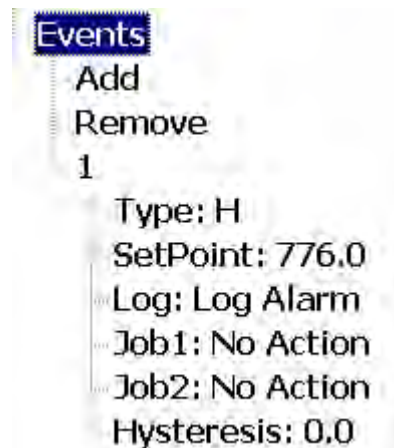 Events
Add
Remove
1
Type: H
SetPoint: 776.0
Log: Log Alarm
Job1: No Action
Job2: No Action
Hysteresis: 0.0